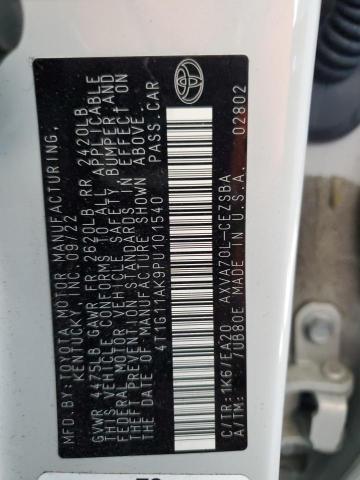 MFD.BY:TOYOTA MOTOR MANUFACTURING,
KENTUCKY, INC. 09/22
GVWR 4475LB GAWR FR:2620LB RR 2420LB
THIS VEHICLE CONFORMS TO ALL APPLICABLE
FEDERAL MOTOR VEHICLE SAFETY, BUMPER AND
THEFT PREVENTION STANDARDS IN EFFECT ON
THE DATE OF MANUFACTURE SHOWN ABOVE.
4T1G11AK9PU101540 PASS.CAR
C/TR:1K6/EA20 AXVA70L-CEZSBA
A/TM: -/UB80E MADE IN U.S.A.
02802